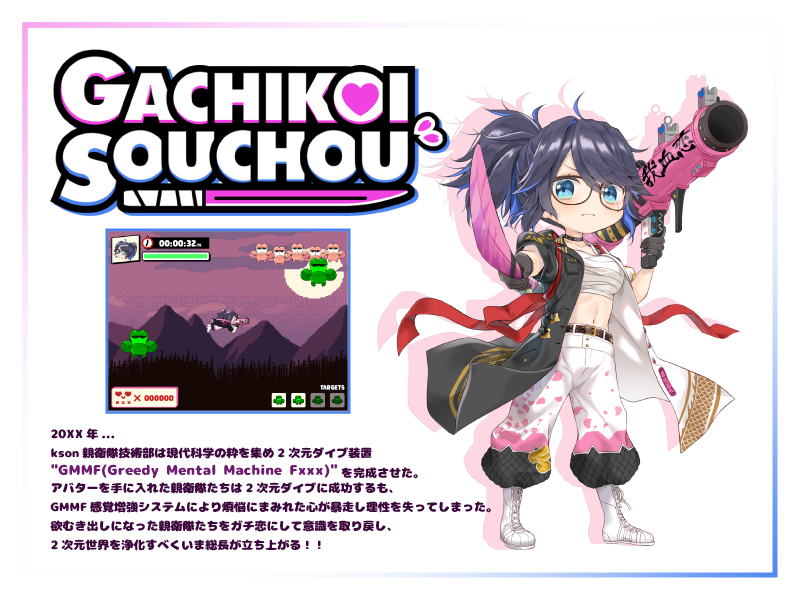 GACHIKOI
SOUCHOU
00:00:32
× 000000
TARGETS
20XX 年 ...
kson 親衛隊技術部は現代科学の粋を集め 2 次元ダイブ装置
"GMMF(Greedy Mental Machine Fxxx)" を完成させた。
アバターを手に入れた親衛隊たちは 2 次元ダイブに成功するも、
GMMF 感覚増強システムにより煩悩にまみれた心が暴走し理性を失ってしまった。
欲むき出しになった親衛隊たちをガチ恋にして意識を取り戻し、
2 次元世界を浄化すべくいま総長が立ち上がる！！